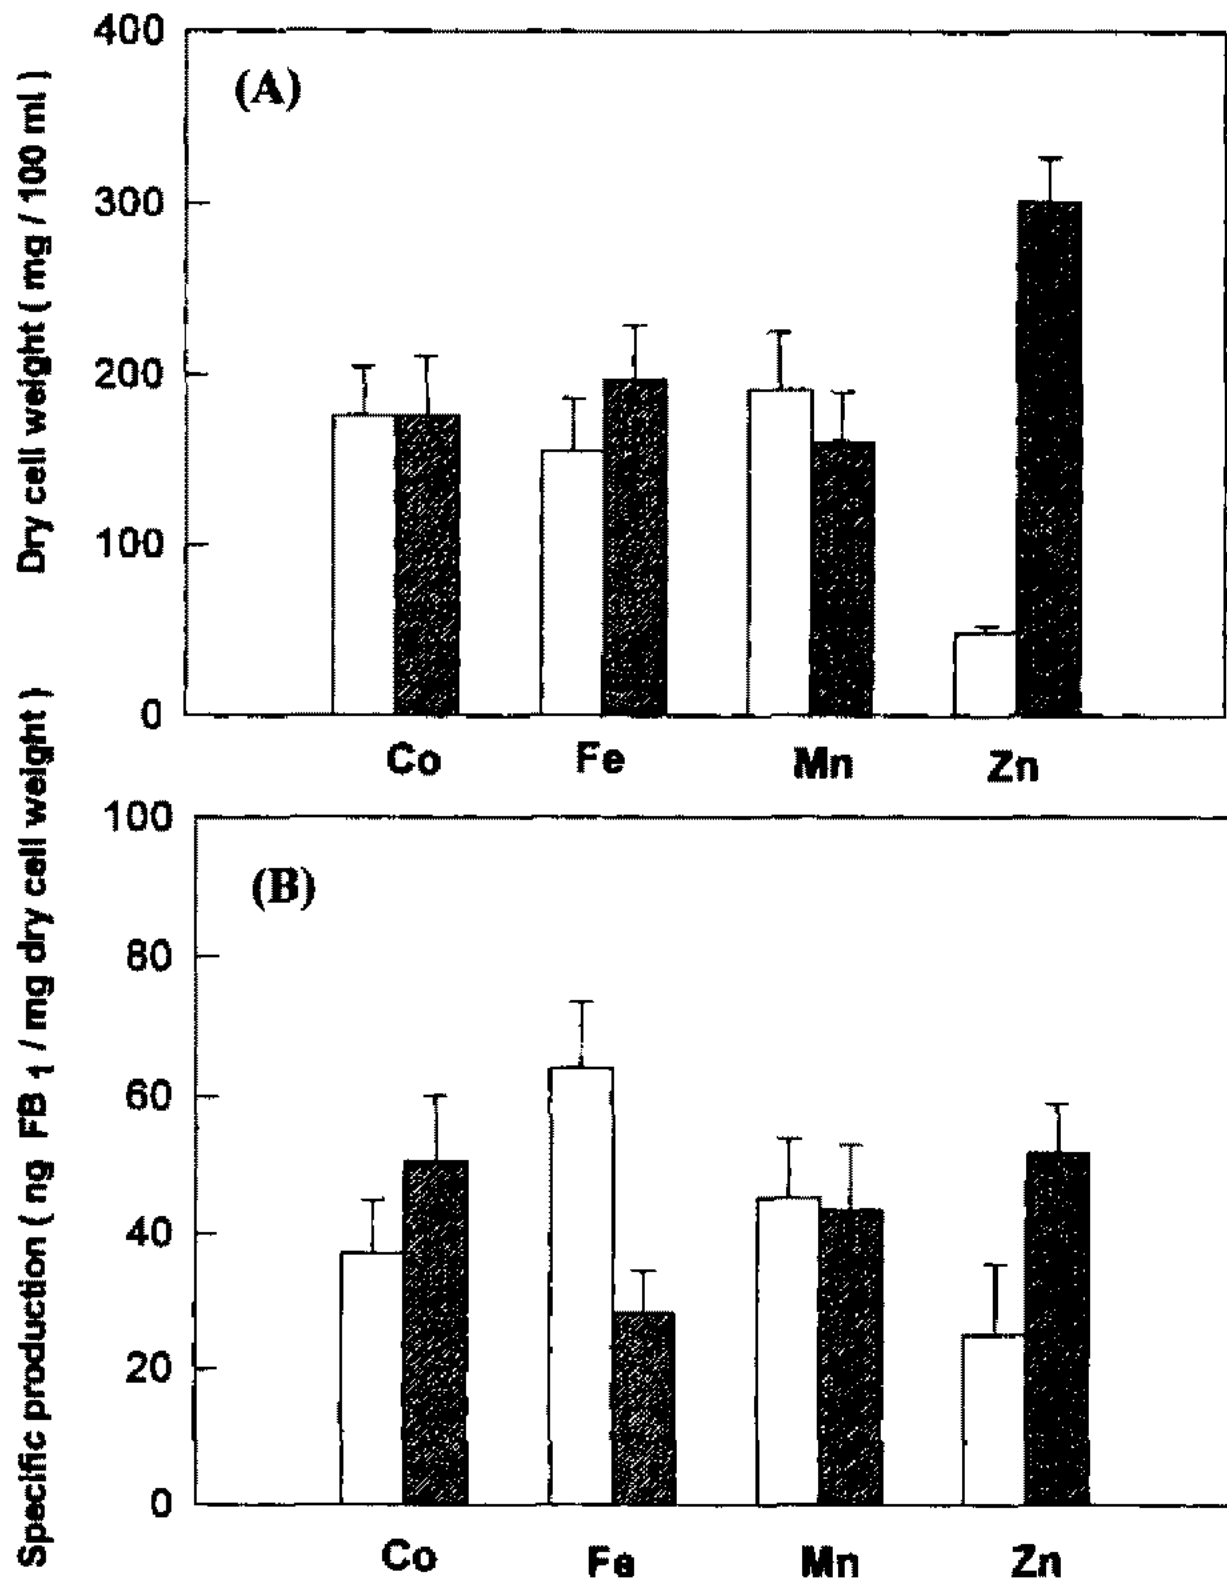 Dry cell weight ( mg / 100 ml )
400
300
200
100
0
(A)
Co Fe Mn Zn
Specific production ( ng FB 1 / mg dry cell weight )
100
80
60
40
20
0
(B)
Co Fe Mn Zn